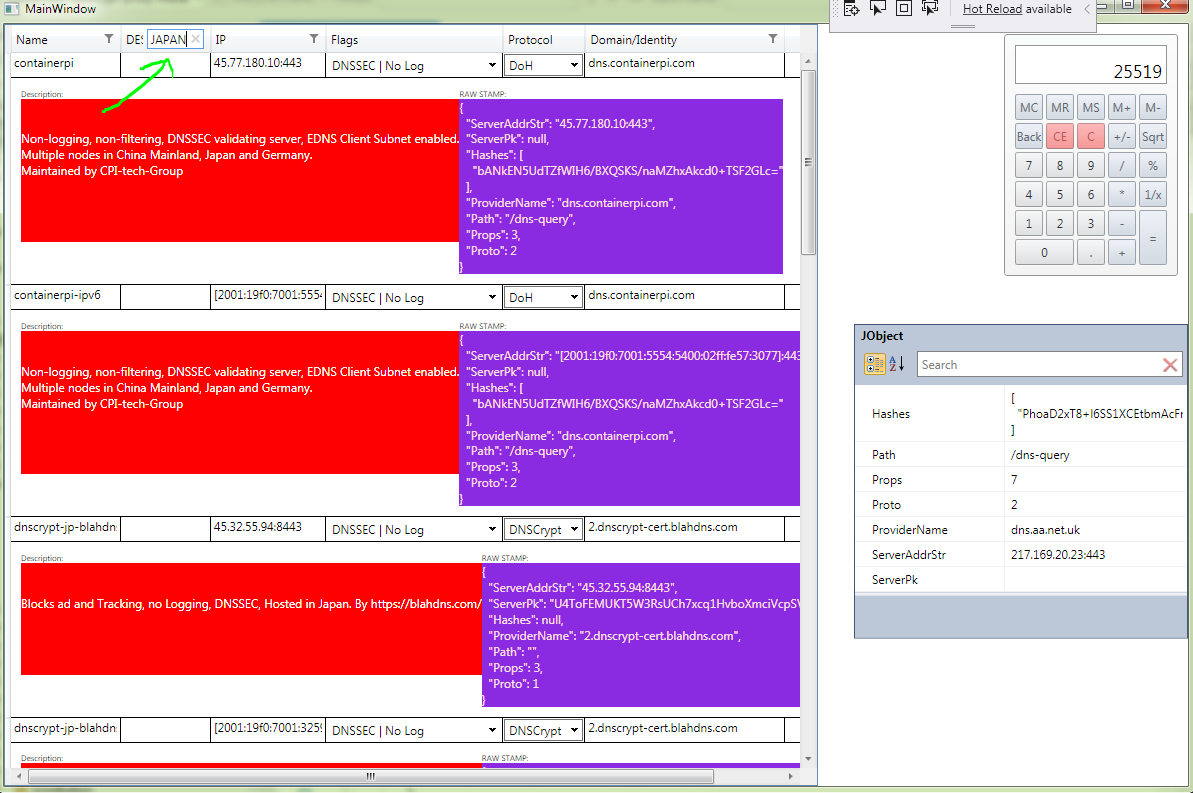 MainWindow
Hot Reload available
Name DES JAPAN IP Flags Protocol Domain/Identity
containerpi 45.77.180.10:443 DNSSEC | No Log DoH dns.containerpi.com
Description:
Non-logging, non-filtering, DNSSEC validating server, EDNS Client Subnet enabled.
Multiple nodes in China Mainland, Japan and Germany.
Maintained by CPI-tech-Group
RAW STAMP:
{
"ServerAddrStr": "45.77.180.10:443",
"ServerPk": null,
"Hashes": [
"bANkEN5UdTZfWIH6/BXQSKS/naMZhxAkcd0+TSF2GLc="
],
"ProviderName": "dns.containerpi.com",
"Path": "/dns-query",
"Props": 3,
"Proto": 2
}
containerpi-ipv6 [2001:19f0:7001:5554 DNSSEC | No Log DoH dns.containerpi.com
Description:
Non-logging, non-filtering, DNSSEC validating server, EDNS Client Subnet enabled.
Multiple nodes in China Mainland, Japan and Germany.
Maintained by CPI-tech-Group
RAW STAMP:
{
"ServerAddrStr": "[2001:19f0:7001:5554:5400:02ff:fe57:3077]:443
"ServerPk": null,
"Hashes": [
"bANkEN5UdTZfWIH6/BXQSKS/naMZhxAkcd0+TSF2GLc="
],
"ProviderName": "dns.containerpi.com",
"Path": "/dns-query",
"Props": 3,
"Proto": 2
}
dnscrypt-jp-blahdns 45.32.55.94:8443 DNSSEC | No Log DNSCrypt 2.dnscrypt-cert.blahdns.com
Description:
Blocks ad and Tracking, no Logging, DNSSEC, Hosted in Japan. By https://blahdns.com/
RAW STAMP:
{
"ServerAddrStr": "45.32.55.94:8443",
"ServerPk": "U4ToFEMUKT5W3RsUCh7xcq1HvboXmciVcpSV
"Hashes": null,
"ProviderName": "2.dnscrypt-cert.blahdns.com",
"Path": "",
"Props": 3,
"Proto": 1
}
dnscrypt-jp-blahdns [2001:19f0:7001:3259 DNSSEC | No Log DNSCrypt 2.dnscrypt-cert.blahdns.com
Description:
RAW STAMP:
25519
MC MR MS M+ M-
Back CE C +/- Sqrt
7 8 9 / %
4 5 6 * 1/x
1 2 3 - =
0 . +
JObject
Search
Hashes
[
"PhoaD2xT8+I6SS1XCEtbmAcFr
]
Path /dns-query
Props 7
Proto 2
ProviderName dns.aa.net.uk
ServerAddrStr 217.169.20.23:443
ServerPk